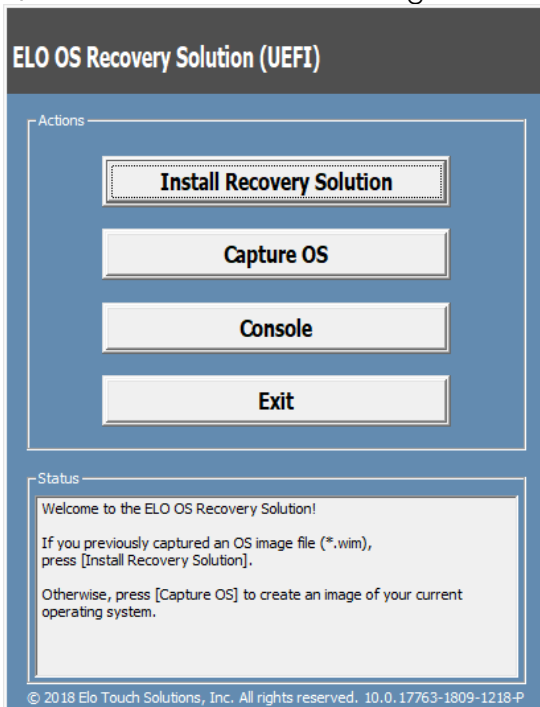 ELO OS Recovery Solution (UEFI)
Actions
Install Recovery Solution
Capture OS
Console
Exit
Status
Welcome to the ELO OS Recovery Solution!
If you previously captured an OS image file (*.wim),
press [Install Recovery Solution].
Otherwise, press [Capture OS] to create an image of your current
operating system.
© 2018 Elo Touch Solutions, Inc. All rights reserved. 10.0.17763-1809-1218-P